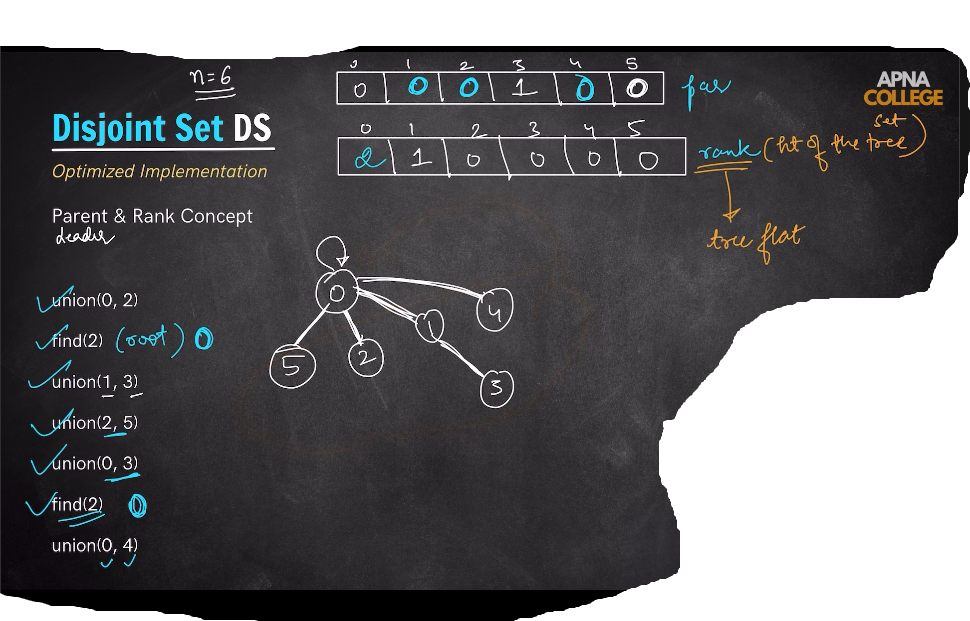 n=6
0 1 2 3 4 5
0 0 0 1 0 0 par
APNA
COLLEGE
Disjoint Set DS
0 1 2 3 4 5
2 1 0 0 0 0 rank (ht of the tree)
set
Optimized Implementation
tree flat
Parent & Rank Concept
Leader
union(0, 2)
find(2) (root) 0
union(1, 3)
union(2, 5)
union(0, 3)
find(2) 0
union(0, 4)
0
4
1
5
2
3